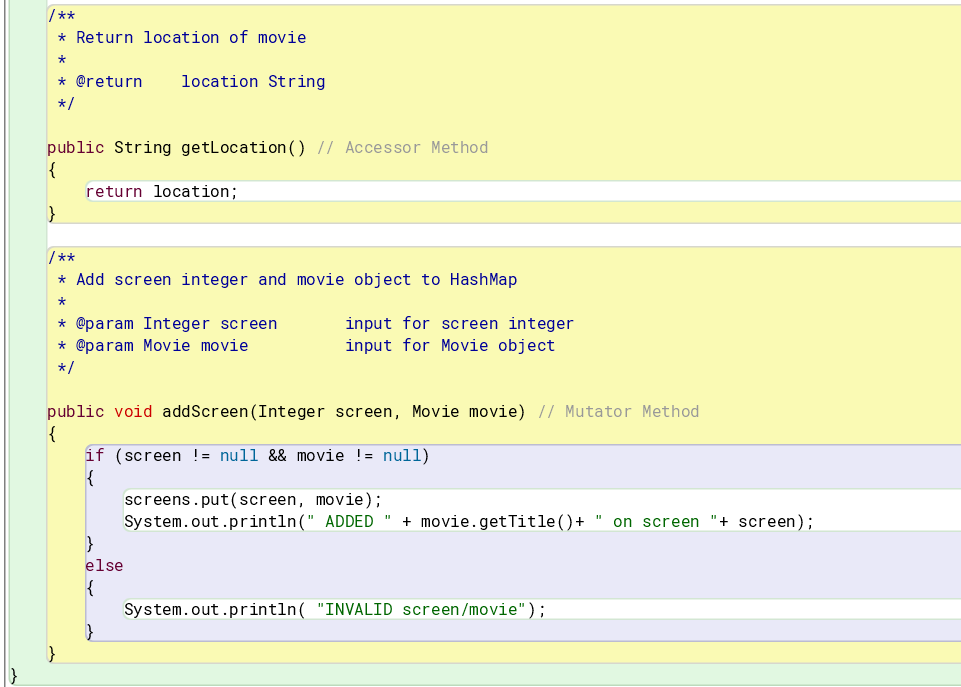 /**
 * Return location of movie
 *
 * @return    location String
 */
public String getLocation() // Accessor Method
{
    return location;
}
/**
 * Add screen integer and movie object to HashMap
 *
 * @param Integer screen       input for screen integer
 * @param Movie movie          input for Movie object
 */
public void addScreen(Integer screen, Movie movie) // Mutator Method
{
    if (screen != null && movie != null)
    {
        screens.put(screen, movie);
        System.out.println(" ADDED " + movie.getTitle()+ " on screen "+ screen);
    }
    else
    {
        System.out.println( "INVALID screen/movie");
    }
}
}